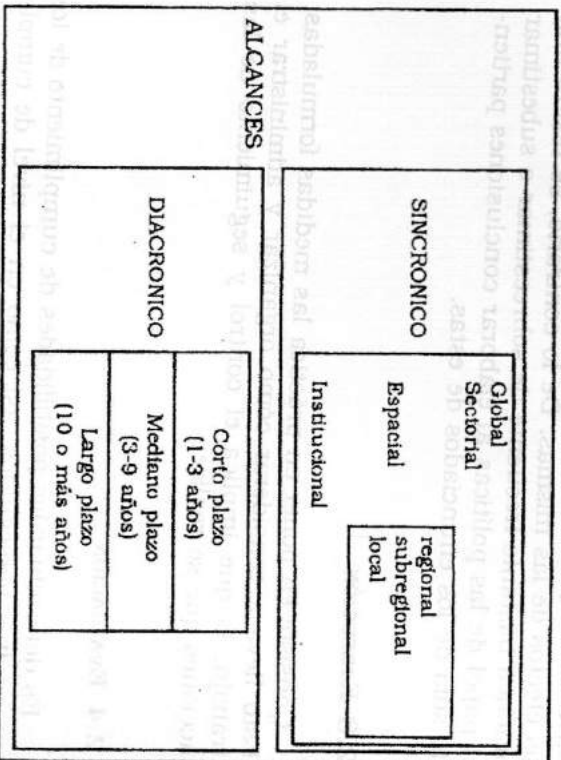 ALCANCES
SINCRONICO
Global
Sectorial
Espacial
regional
subregional
local
Institucional
DIACRONICO
Corto plazo
(1-3 años)
Mediano plazo
(3-9 años)
Largo plazo
(10 o más años)